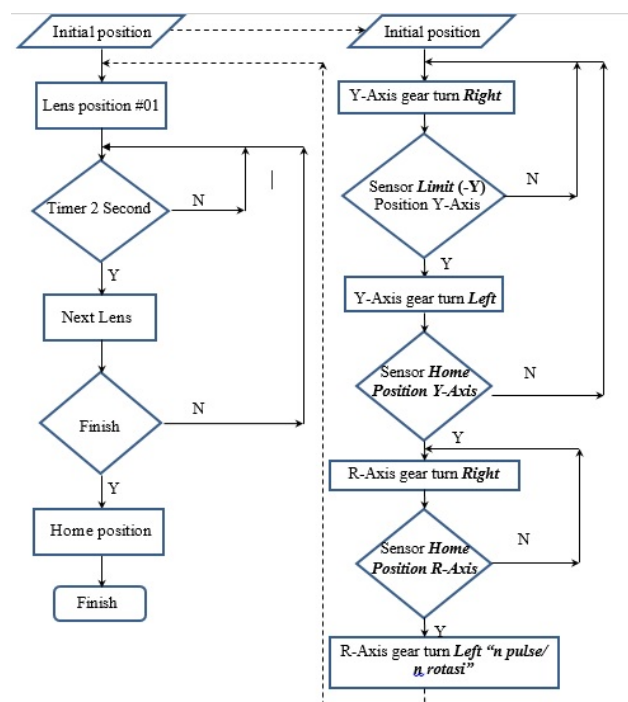 Initial position
Lens position #01
Timer 2 Second
N
Y
Next Lens
Finish
N
Y
Home position
Finish
Initial position
Y-Axis gear turn Right
Sensor Limit (-Y)
Position Y-Axis
N
Y
Y-Axis gear turn Left
Sensor Home
Position Y-Axis
N
Y
R-Axis gear turn Right
Sensor Home
Position R-Axis
N
Y
R-Axis gear turn Left “n pulse/
n rotasi”